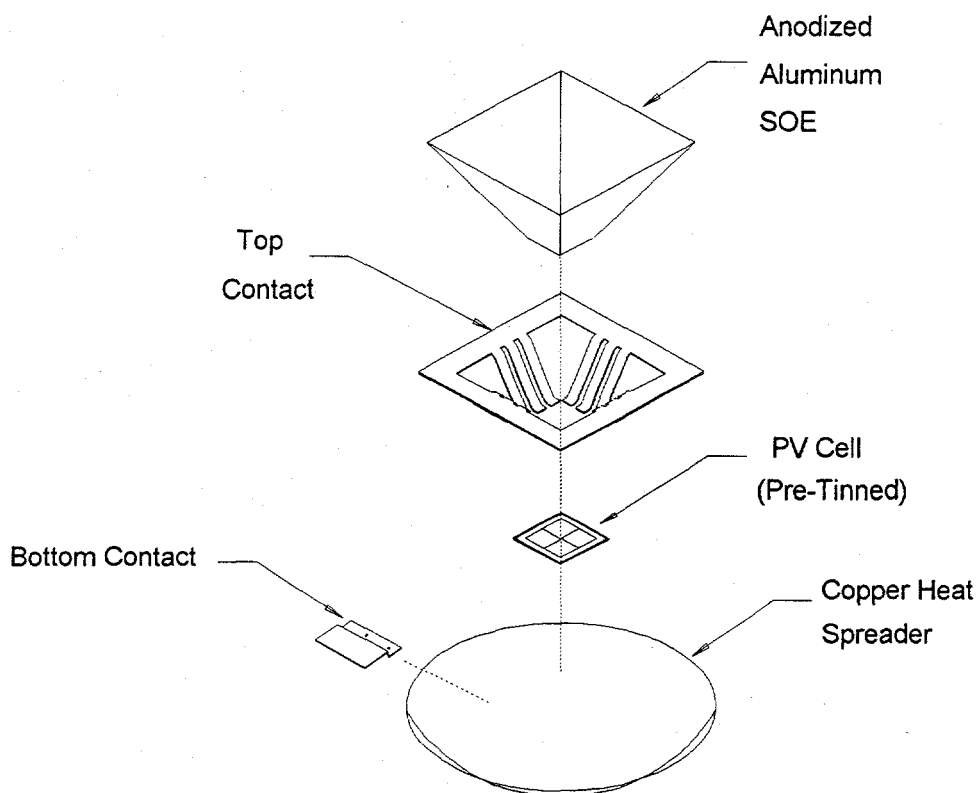 Anodized
Aluminum
SOE
Top
Contact
PV Cell
(Pre-Tinned)
Bottom Contact
Copper Heat
Spreader